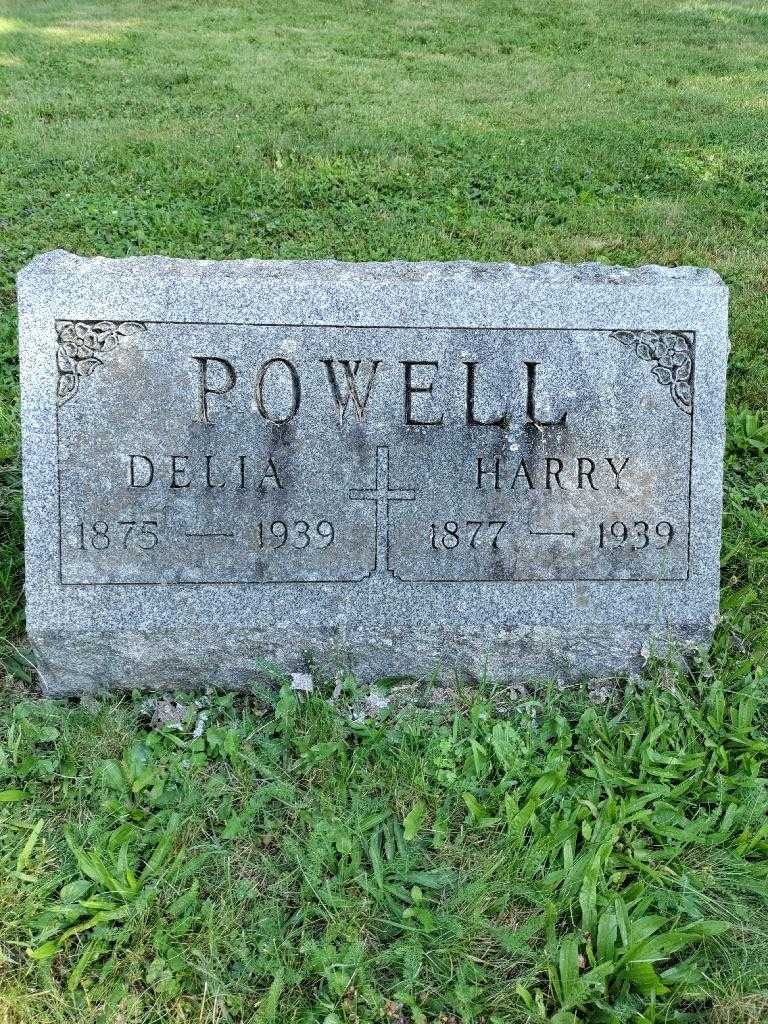 POWELL
DELIA HARRY
1875 — 1939 1877 — 1939